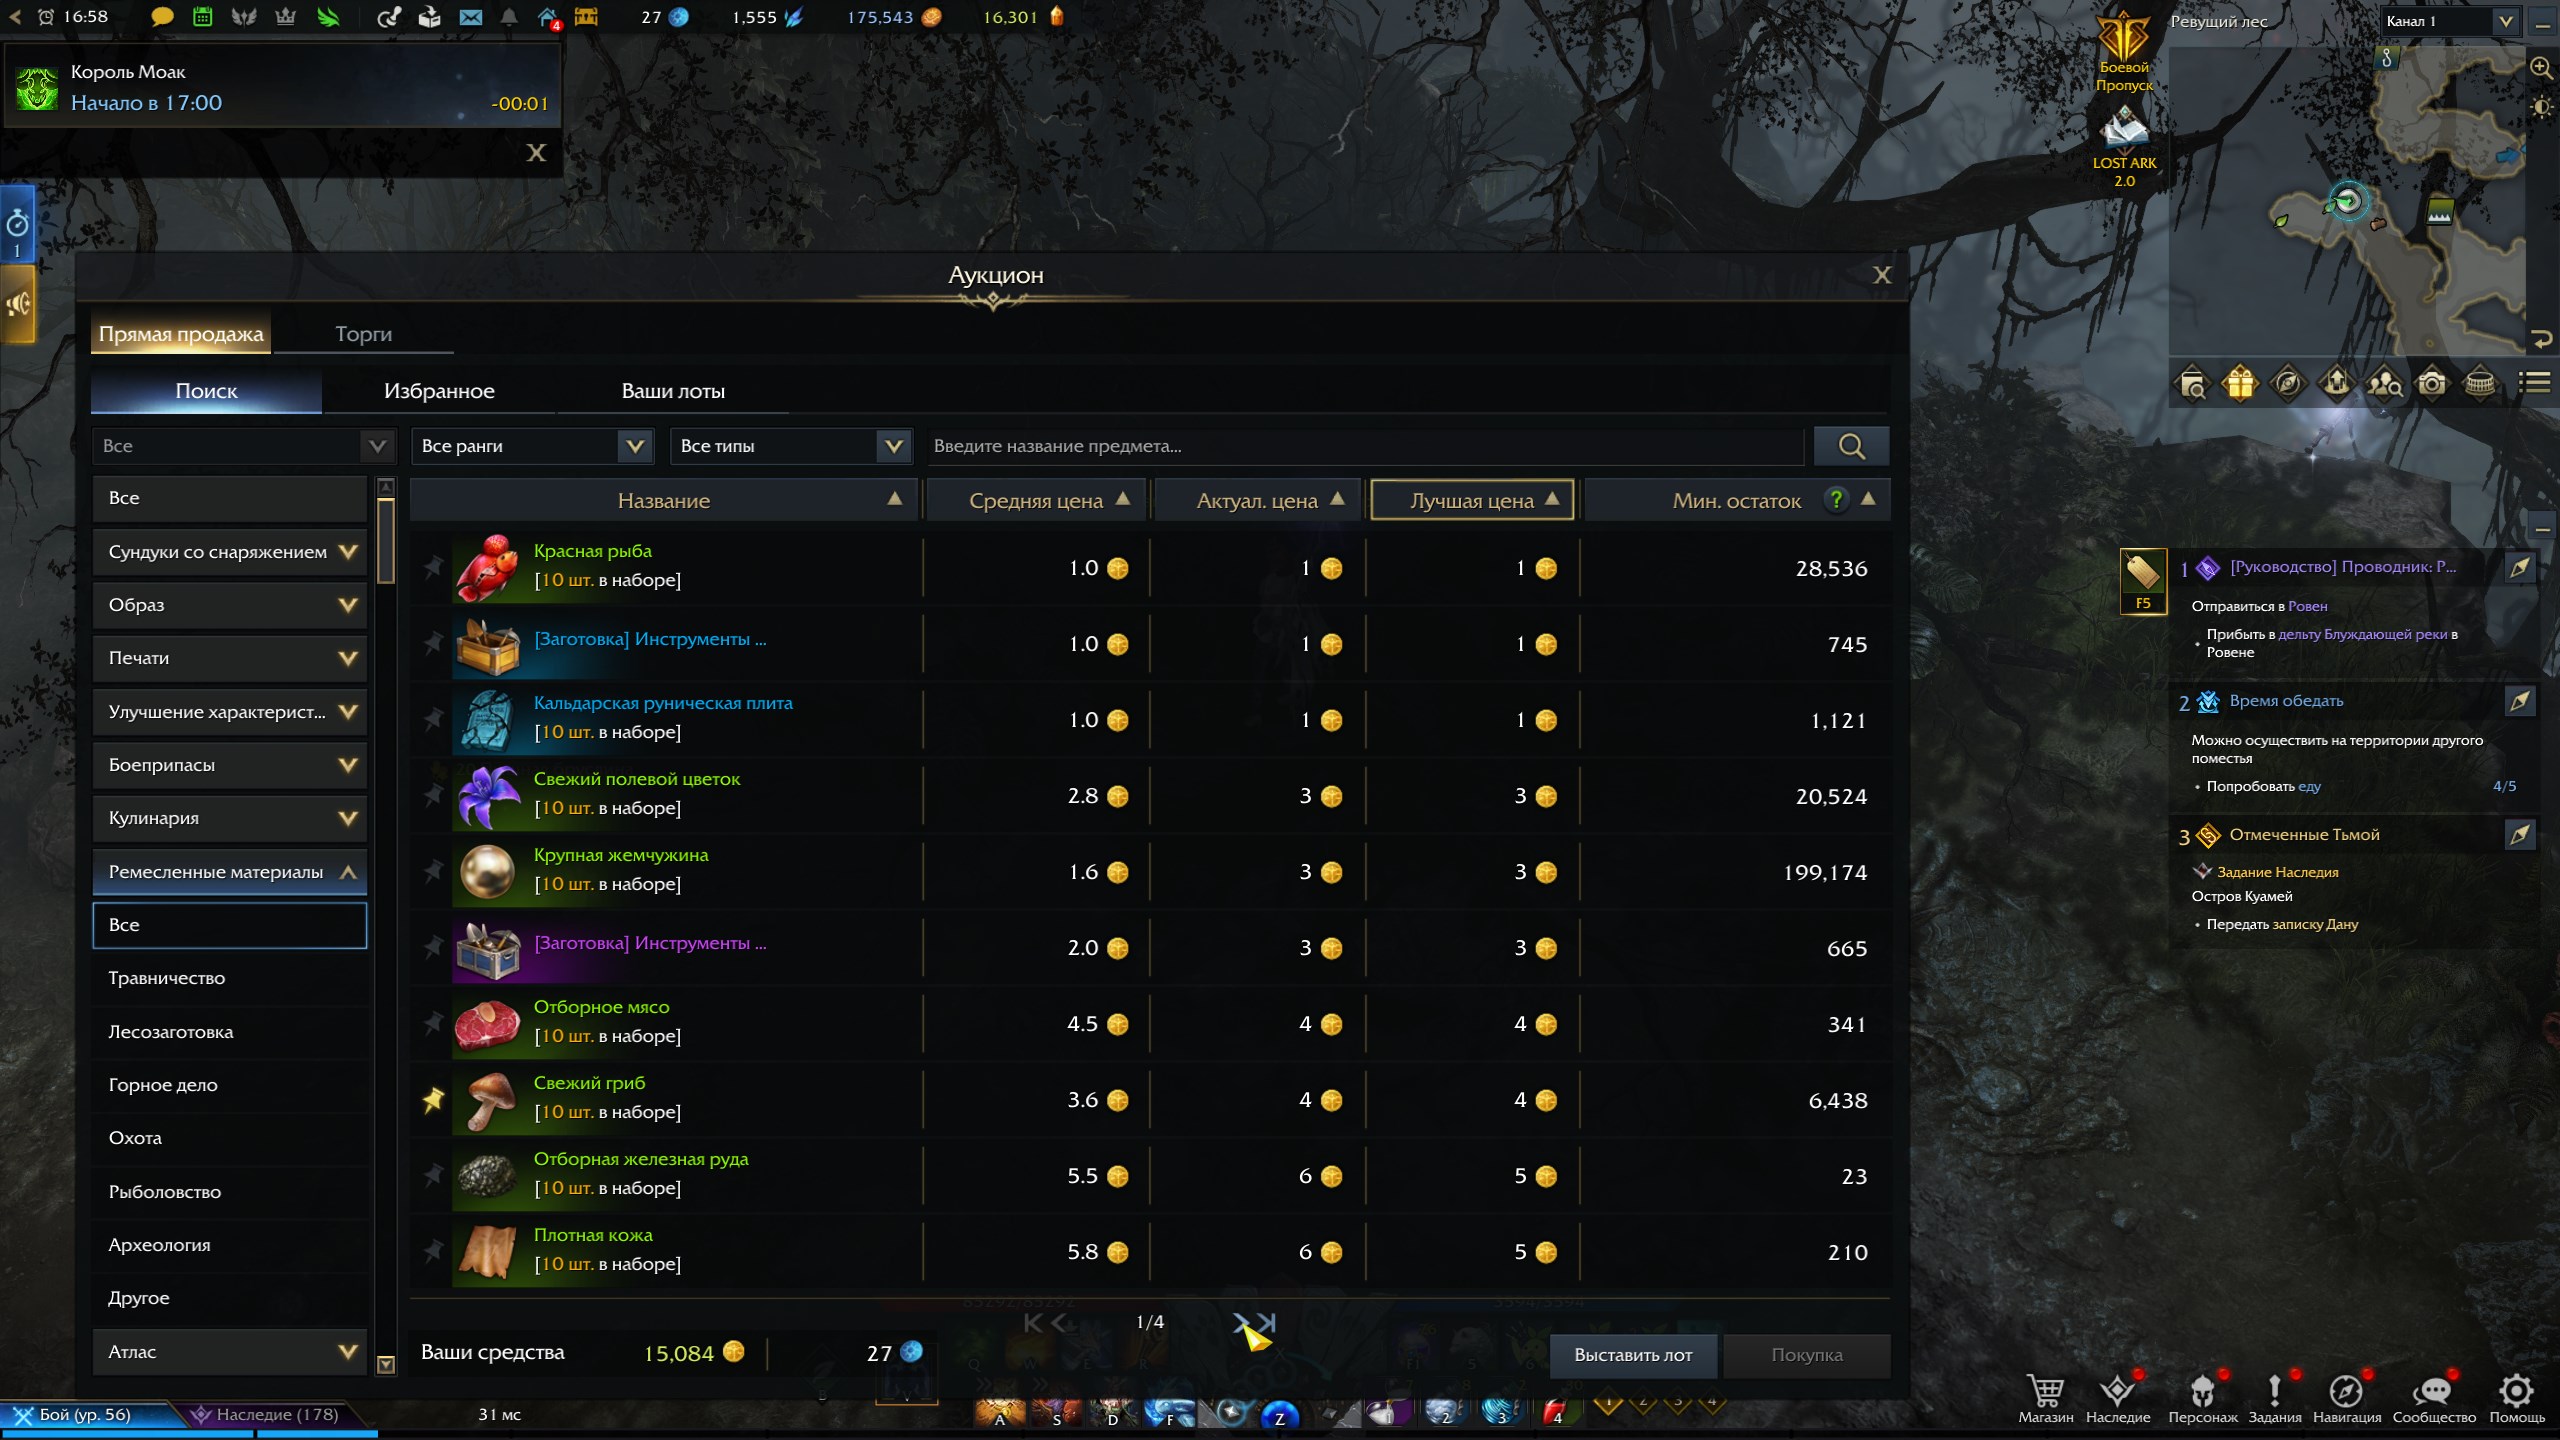 16:58
4
27
1,555
175,543
16,301
Король Моак
Начало в 17:00
-00:01
X
1
Боевой
Пропуск
LOST ARK
2.0
Ревущий лес
Канал 1
Аукцион
X
Прямая продажа
Торги
Поиск
Избранное
Ваши лоты
Все
Все ранги
Все типы
Введите название предмета...
Все
Сундуки со снаряжением
Образ
Печати
Улучшение характерист...
Боеприпасы
Кулинария
Ремесленные материалы
Все
Травничество
Лесозаготовка
Горное дело
Охота
Рыболовство
Археология
Другое
Атлас
Название
Средняя цена
Актуал. цена
Лучшая цена
Мин. остаток
?
Красная рыба
[10 шт. в наборе]
1.0
1
1
28,536
[Заготовка] Инструменты ...
1.0
1
1
745
Кальдарская руническая плита
[10 шт. в наборе]
1.0
1
1
1,121
Свежий полевой цветок
[10 шт. в наборе]
2.8
3
3
20,524
Крупная жемчужина
[10 шт. в наборе]
1.6
3
3
199,174
[Заготовка] Инструменты ...
2.0
3
3
665
Отборное мясо
[10 шт. в наборе]
4.5
4
4
341
Свежий гриб
[10 шт. в наборе]
3.6
4
4
6,438
Отборная железная руда
[10 шт. в наборе]
5.5
6
5
23
Плотная кожа
[10 шт. в наборе]
5.8
6
5
210
1/4
Ваши средства
15,084
27
Выставить лот
Покупка
F5
1 [Руководство] Проводник: Р...
Отправиться в Ровен
• Прибыть в дельту Блуждающей реки в
Ровене
2 Время обедать
Можно осуществить на территории другого
поместья
• Попробовать еду
4/5
3 Отмеченные Тьмой
Задание Наследия
Остров Куамей
• Передать записку Дану
Бой (ур. 56)
Наследие (178)
31 мс
A
S
D
F
Z
1
2
3
4
1
2
3
4
Магазин
Наследие
Персонаж
Задания
Навигация
Сообщество
Помощь